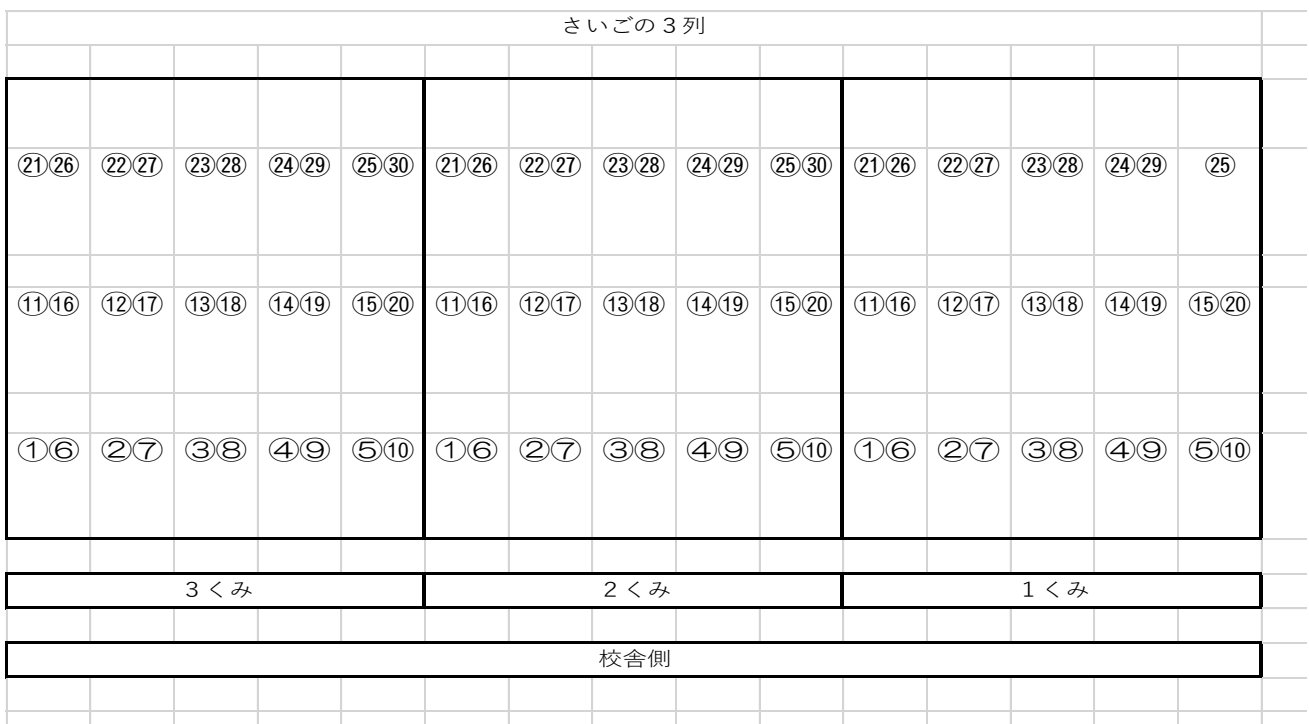 さいごの３列
㉑㉖ ㉒㉗ ㉓㉘ ㉔㉙ ㉕㉚ ㉑㉖ ㉒㉗ ㉓㉘ ㉔㉙ ㉕㉚ ㉑㉖ ㉒㉗ ㉓㉘ ㉔㉙ ㉕
⑪⑯ ⑫⑰ ⑬⑱ ⑭⑲ ⑮⑳ ⑪⑯ ⑫⑰ ⑬⑱ ⑭⑲ ⑮⑳ ⑪⑯ ⑫⑰ ⑬⑱ ⑭⑲ ⑮⑳
①⑥ ②⑦ ③⑧ ④⑨ ⑤⑩ ①⑥ ②⑦ ③⑧ ④⑨ ⑤⑩ ①⑥ ②⑦ ③⑧ ④⑨ ⑤⑩
３くみ ２くみ １くみ
校舎側